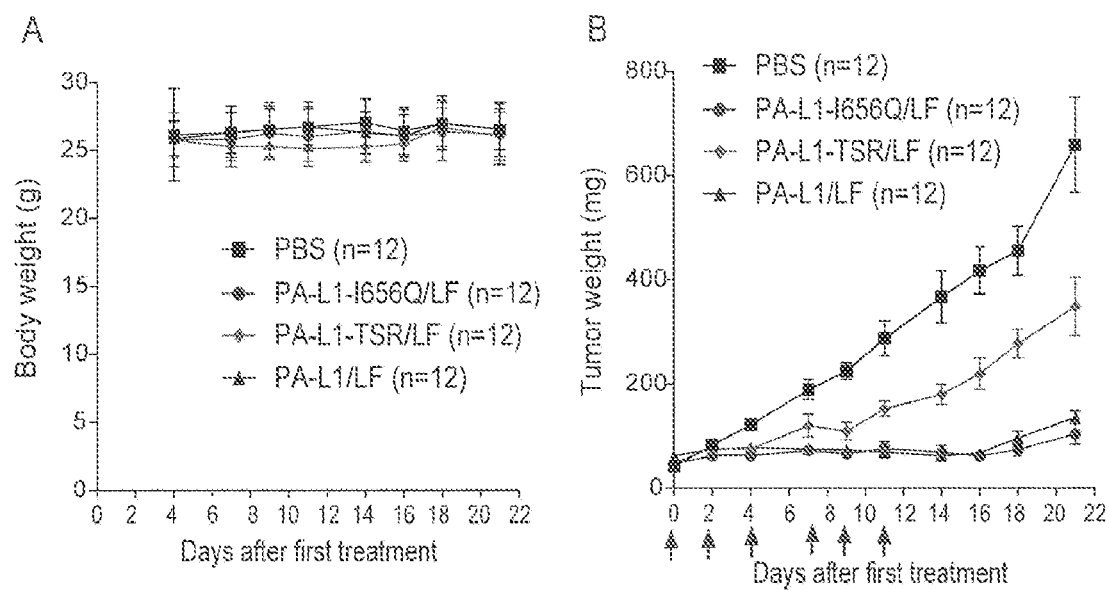 A
30
25
20
15
10
5
0
Body weight (g)
PBS (n=12)
PA-L1-I656Q/LF (n=12)
PA-L1-TSR/LF (n=12)
PA-L1/LF (n=12)
0 2 4 6 8 10 12 14 16 18 20 22
Days after first treatment
B
800
600
400
200
0
Tumor weight (mg)
PBS (n=12)
PA-L1-I656Q/LF (n=12)
PA-L1-TSR/LF (n=12)
PA-L1/LF (n=12)
0 2 4 6 8 10 12 14 16 18 20 22
Days after first treatment